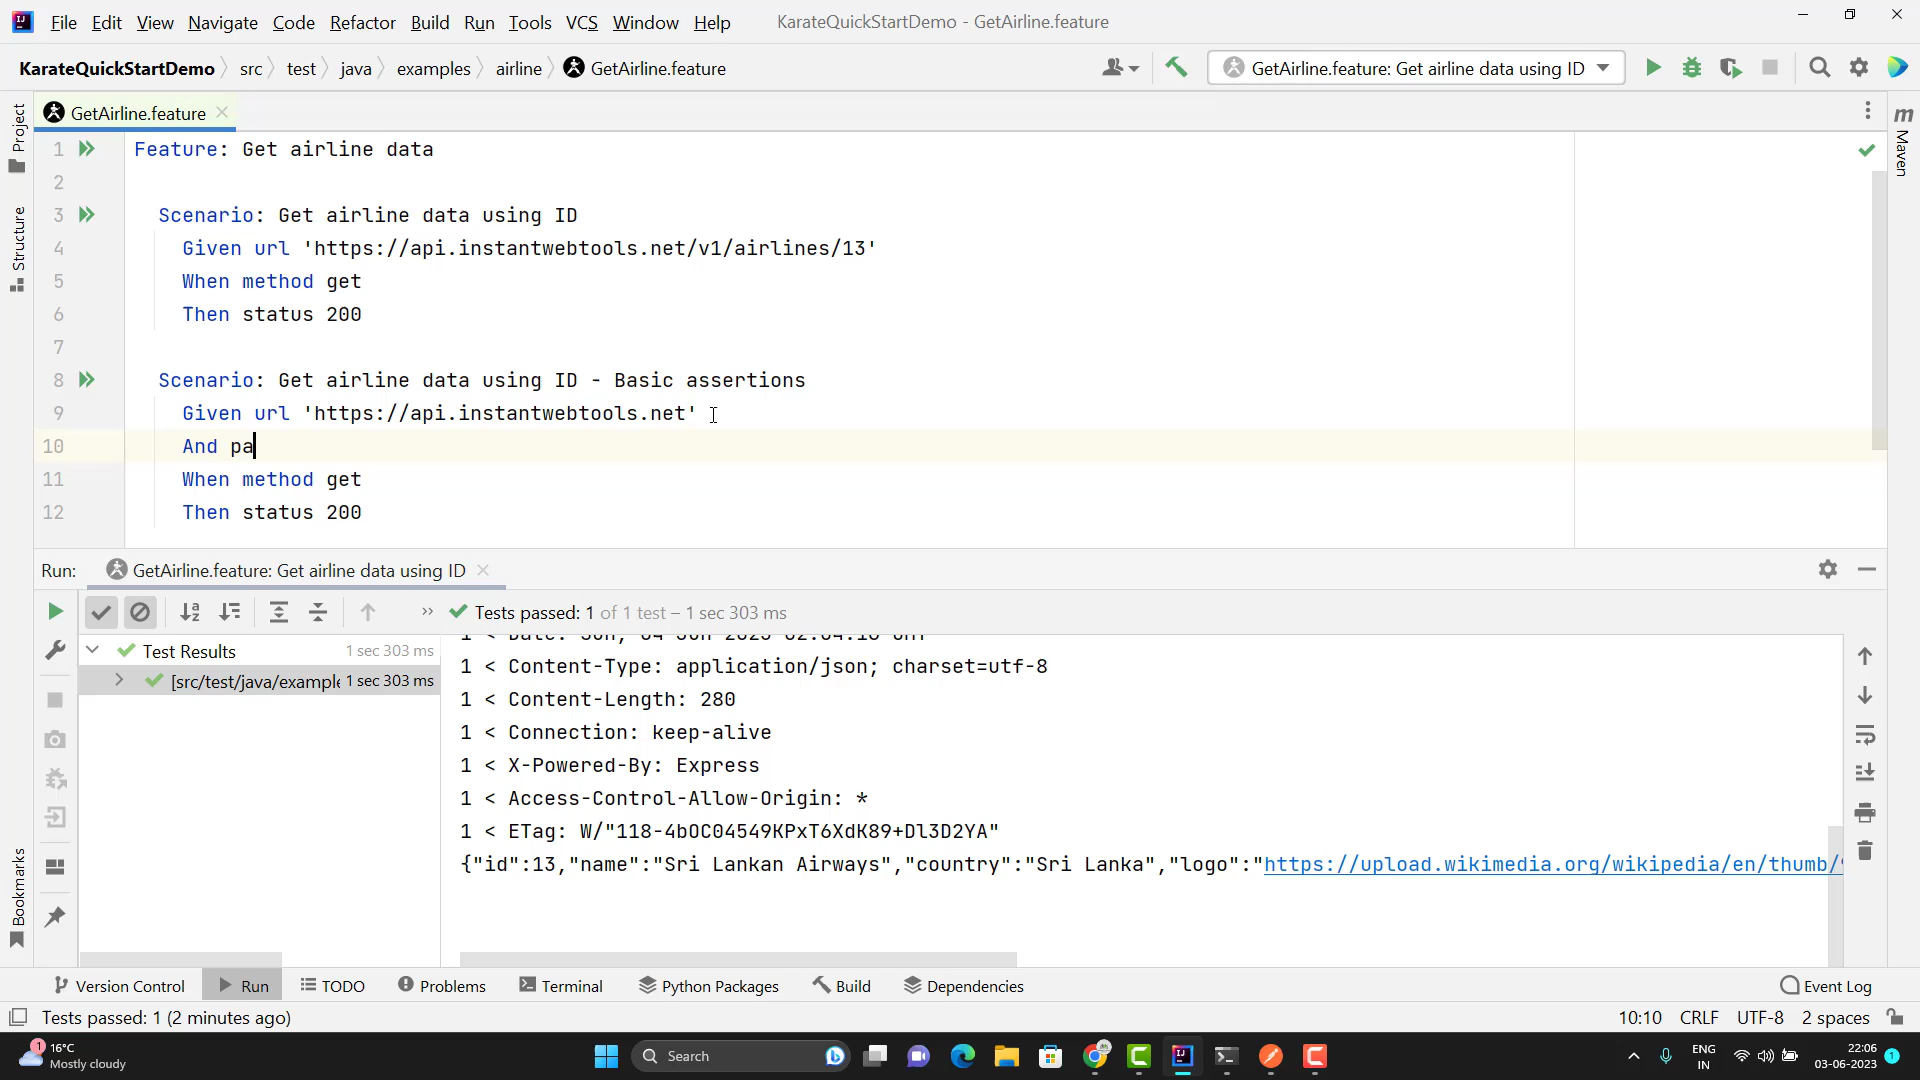 File Edit View Navigate Code Refactor Build Run Tools VCS Window Help KarateQuickStartDemo - GetAirline.feature
KarateQuickStartDemo src test java examples airline GetAirline.feature GetAirline.feature: Get airline data using ID
GetAirline.feature
Project
Structure
Bookmarks
m Maven
1 Feature: Get airline data
2
3 Scenario: Get airline data using ID
4 Given url 'https://api.instantwebtools.net/v1/airlines/13'
5 When method get
6 Then status 200
7
8 Scenario: Get airline data using ID - Basic assertions
9 Given url 'https://api.instantwebtools.net'
10 And pa
11 When method get
12 Then status 200
Run: GetAirline.feature: Get airline data using ID
Tests passed: 1 of 1 test – 1 sec 303 ms
Test Results 1 sec 303 ms
[src/test/java/example 1 sec 303 ms
1 < Content-Type: application/json; charset=utf-8
1 < Content-Length: 280
1 < Connection: keep-alive
1 < X-Powered-By: Express
1 < Access-Control-Allow-Origin: *
1 < ETag: W/"118-4bOC04549KPxT6XdK89+Dl3D2YA"
{"id":13,"name":"Sri Lankan Airways","country":"Sri Lanka","logo":"https://upload.wikimedia.org/wikipedia/en/thumb/
Version Control Run TODO Problems Terminal Python Packages Build Dependencies Event Log
Tests passed: 1 (2 minutes ago) 10:10 CRLF UTF-8 2 spaces
1 16°C
Mostly cloudy
Search
ENG
IN
22:06
03-06-2023
1